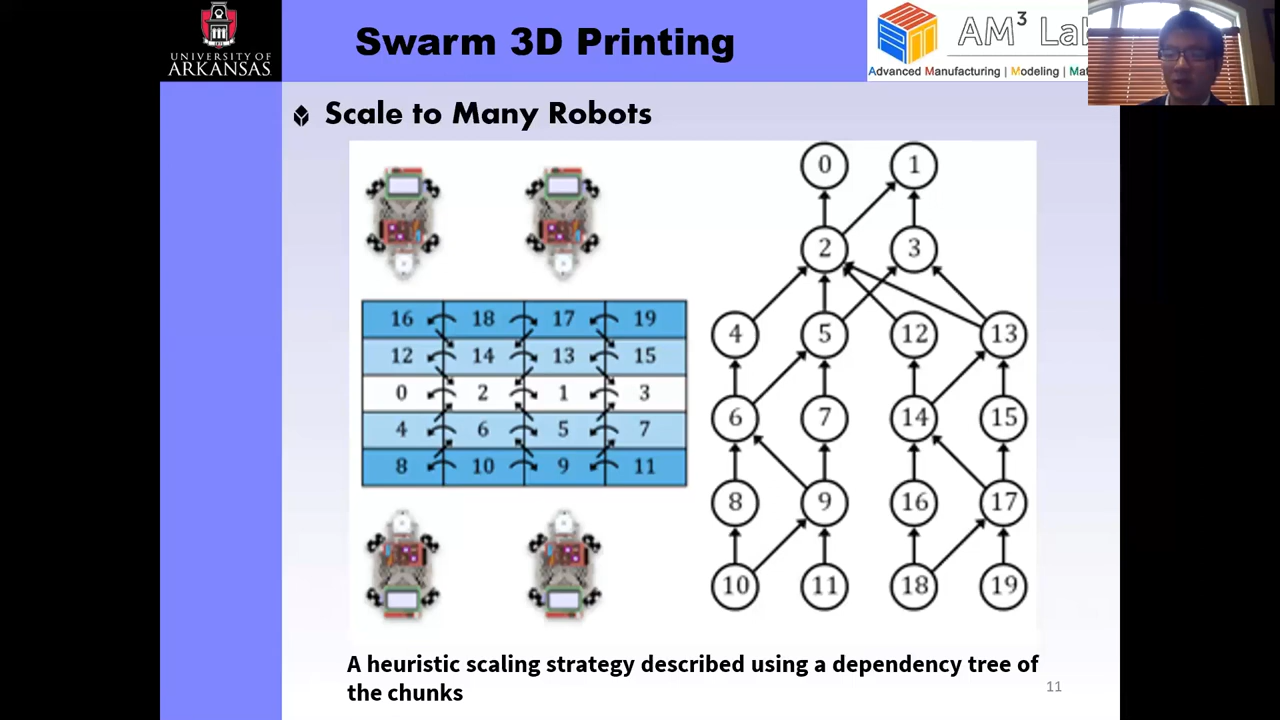 UNIVERSITY OF
ARKANSAS
Swarm 3D Printing
AM³ Lab
Advanced Manufacturing | Modeling | Mat
Scale to Many Robots
16 18 17 19
12 14 13 15
0 2 1 3
4 6 5 7
8 10 9 11
0 1
2 3
4 5 12 13
6 7 14 15
8 9 16 17
10 11 18 19
A heuristic scaling strategy described using a dependency tree of
the chunks
11